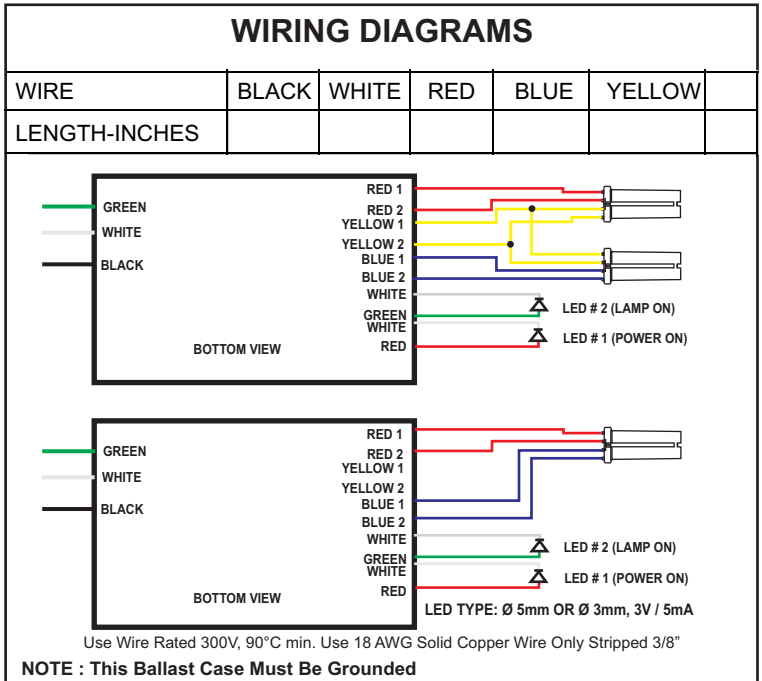 WIRING DIAGRAMS
WIRE BLACK WHITE RED BLUE YELLOW
LENGTH-INCHES
GREEN
WHITE
BLACK
BOTTOM VIEW
RED 1
RED 2
YELLOW 1
YELLOW 2
BLUE 1
BLUE 2
WHITE
GREEN
WHITE
RED
LED # 2 (LAMP ON)
LED # 1 (POWER ON)
GREEN
WHITE
BLACK
BOTTOM VIEW
RED 1
RED 2
YELLOW 1
YELLOW 2
BLUE 1
BLUE 2
WHITE
GREEN
WHITE
RED
LED # 2 (LAMP ON)
LED # 1 (POWER ON)
LED TYPE: Ø 5mm OR Ø 3mm, 3V / 5mA
Use Wire Rated 300V, 90°C min. Use 18 AWG Solid Copper Wire Only Stripped 3/8”
NOTE : This Ballast Case Must Be Grounded